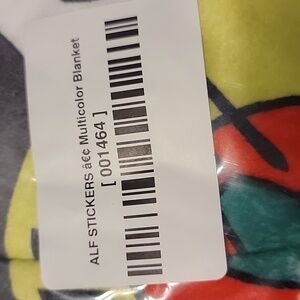 ALF STICKERS â€¢ Multicolor Blanket
[ 001464 ]